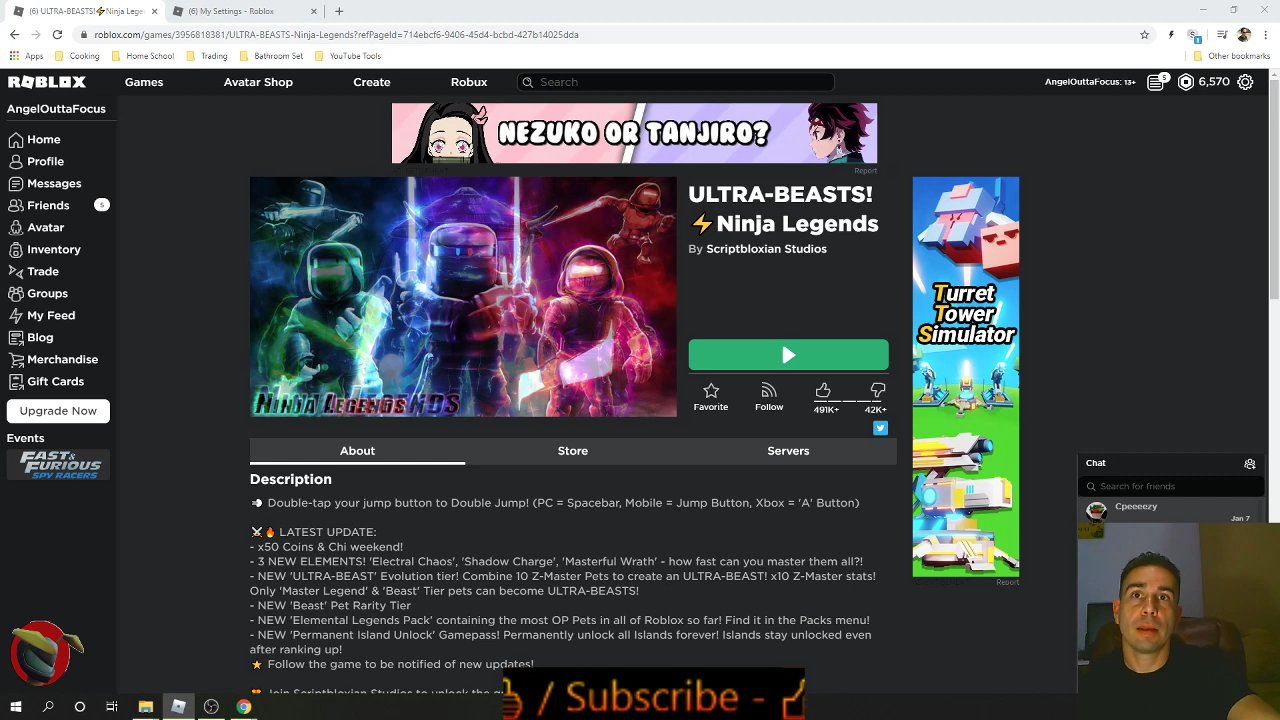 (6) ULTRA-BEASTS!⚡Ninja Leg
(6) My Settings - Roblox
roblox.com/games/3956818381/ULTRA-BEASTS-Ninja-Legends?refPageId=714ebcf6-9406-45d4-bcbd-427b14025dda
Apps
Cooking
Shopping
Trading
Bathroom Set
YouTube Tools
Other bookmarks
ROBLOX
Games
Avatar Shop
Create
Robux
Search
AngelOuttaFocus: 13+
5
6,570
AngelOuttaFocus
Home
Profile
Messages
Friends
5
Avatar
Inventory
Trade
Groups
My Feed
Blog
Merchandise
Gift Cards
Upgrade Now
Events
FAST & FURIOUS
SPY RACERS
NEZUKO OR TANJIRO?
Report
NINJA LEGENDS
ULTRA-BEASTS!
⚡Ninja Legends
By Scriptbloxian Studios
Favorite
Follow
491K+
42K+
Turret
Tower
Simulator
Report
About
Store
Servers
Description
💨 Double-tap your jump button to Double Jump! (PC = Spacebar, Mobile = Jump Button, Xbox = 'A' Button)
⚔️🔥 LATEST UPDATE:
- x50 Coins & Chi weekend!
- 3 NEW ELEMENTS! 'Electral Chaos', 'Shadow Charge', 'Masterful Wrath' - how fast can you master them all?!
- NEW 'ULTRA-BEAST' Evolution tier! Combine 10 Z-Master Pets to create an ULTRA-BEAST! x10 Z-Master stats!
Only 'Master Legend' & 'Beast' Tier pets can become ULTRA-BEASTS!
- NEW 'Beast' Pet Rarity Tier
- NEW 'Elemental Legends Pack' containing the most OP Pets in all of Roblox so far! Find it in the Packs menu!
- NEW 'Permanent Island Unlock' Gamepass! Permanently unlock all Islands forever! Islands stay unlocked even
after ranking up!
⭐ Follow the game to be notified of new updates!
Join Scriptbloxian Studios to unlock the
/ Subscribe -
Chat
Search for friends
Cpeeeezy
Jan 7